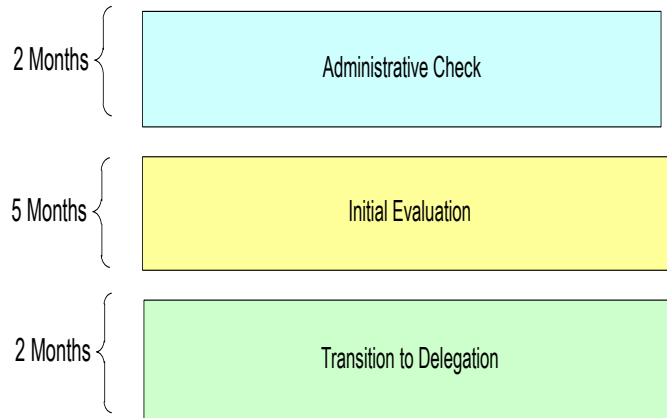 2 Months
Administrative Check
5 Months
Initial Evaluation
2 Months
Transition to Delegation